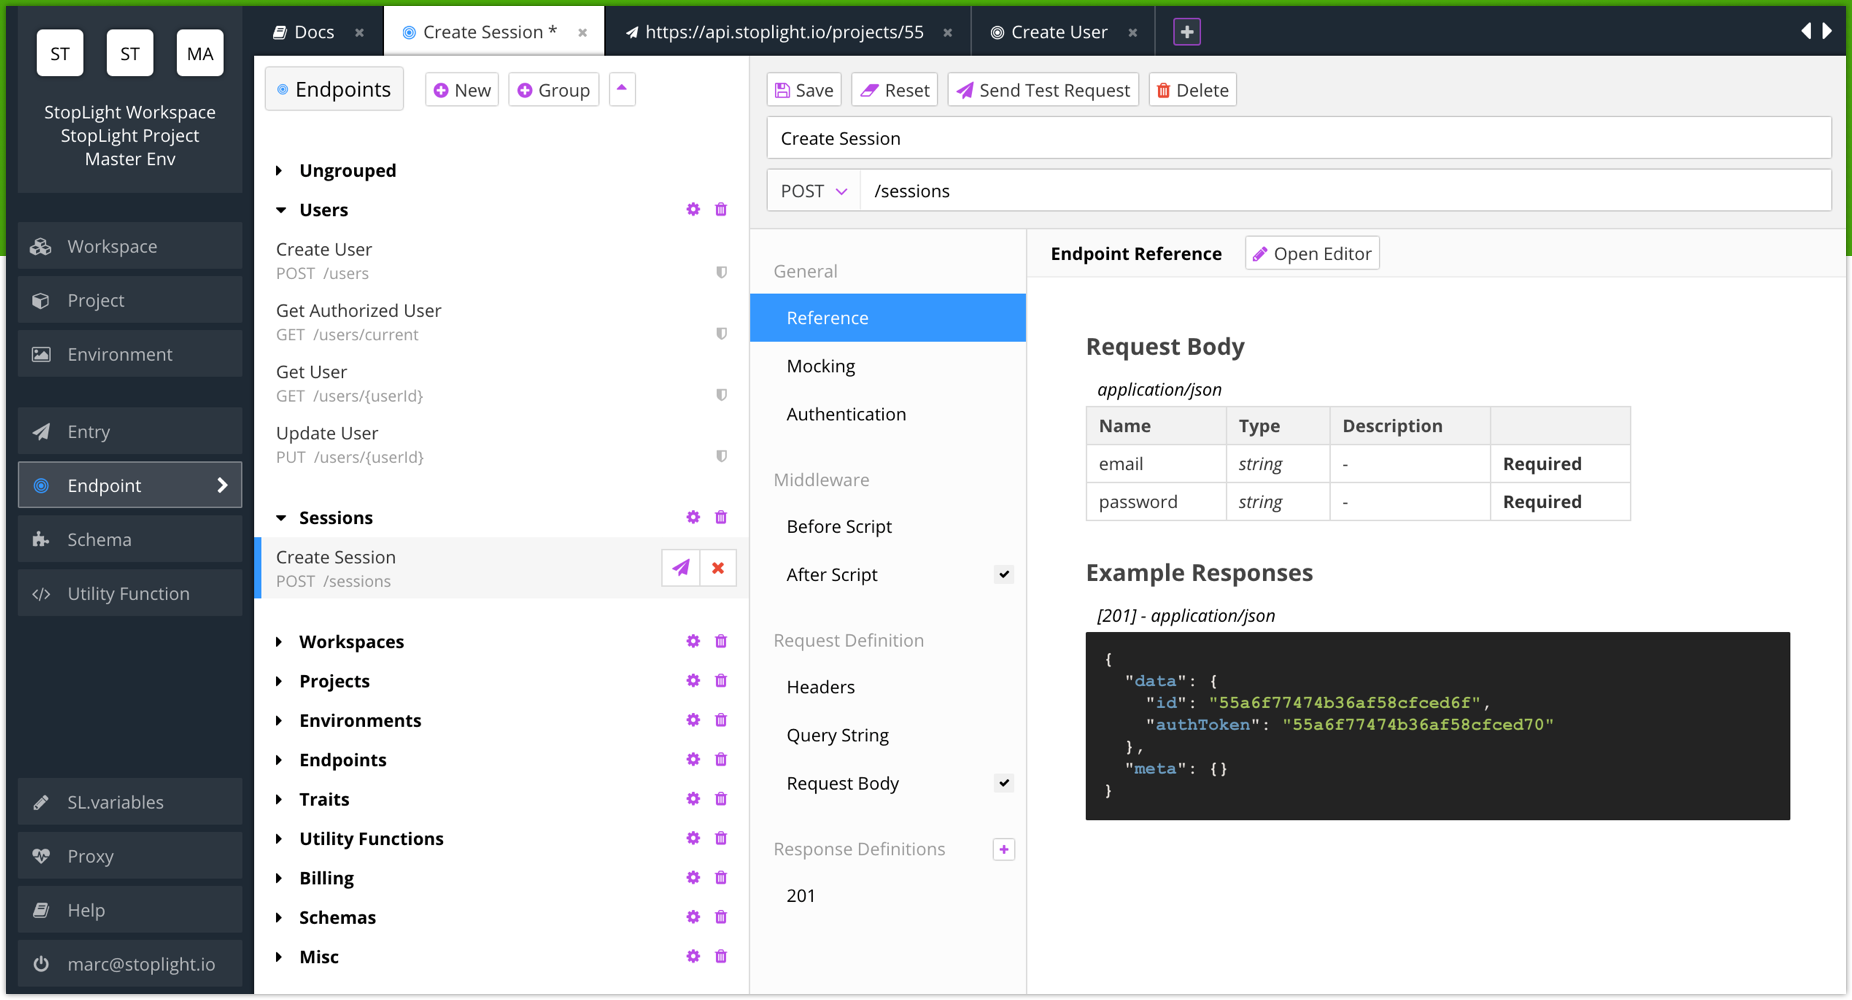 ST ST MA
StopLight Workspace
StopLight Project
Master Env
Workspace
Project
Environment
Entry
Endpoint
Schema
Utility Function
SL.variables
Proxy
Help
marc@stoplight.io
Docs
Create Session *
https://api.stoplight.io/projects/55
Create User
Endpoints
New
Group
Ungrouped
Users
Create User
POST /users
Get Authorized User
GET /users/current
Get User
GET /users/{userId}
Update User
PUT /users/{userId}
Sessions
Create Session
POST /sessions
Workspaces
Projects
Environments
Endpoints
Traits
Utility Functions
Billing
Schemas
Misc
Save
Reset
Send Test Request
Delete
Create Session
POST /sessions
General
Reference
Mocking
Authentication
Middleware
Before Script
After Script
Request Definition
Headers
Query String
Request Body
Response Definitions
201
Endpoint Reference
Open Editor
Request Body
application/json
Name Type Description
email string - Required
password string - Required
Example Responses
[201] - application/json
{
"data": {
"id": "55a6f77474b36af58cfced6f",
"authToken": "55a6f77474b36af58cfced70"
},
"meta": {}
}